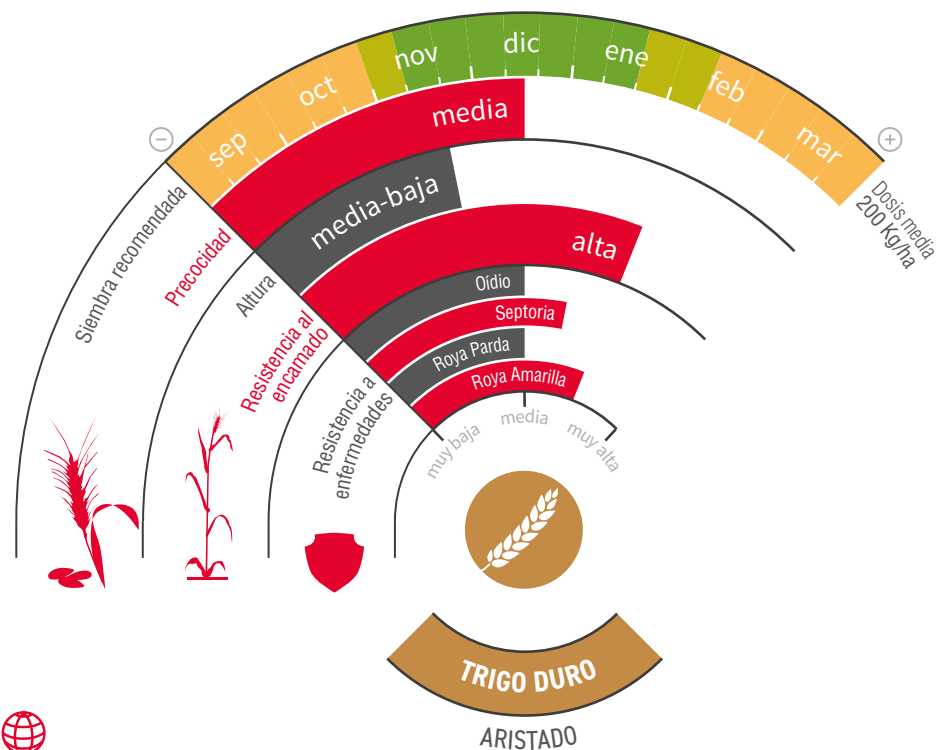 sep
oct
nov
dic
ene
feb
mar
−
+
Siembra recomendada
Dosis media
200 Kg/ha
Precocidad
media
Altura
media-baja
Resistencia al
encamado
alta
Resistencia a
enfermedades
Oídio
Septoria
Roya Parda
Roya Amarilla
muy baja
media
muy alta
TRIGO DURO
ARISTADO